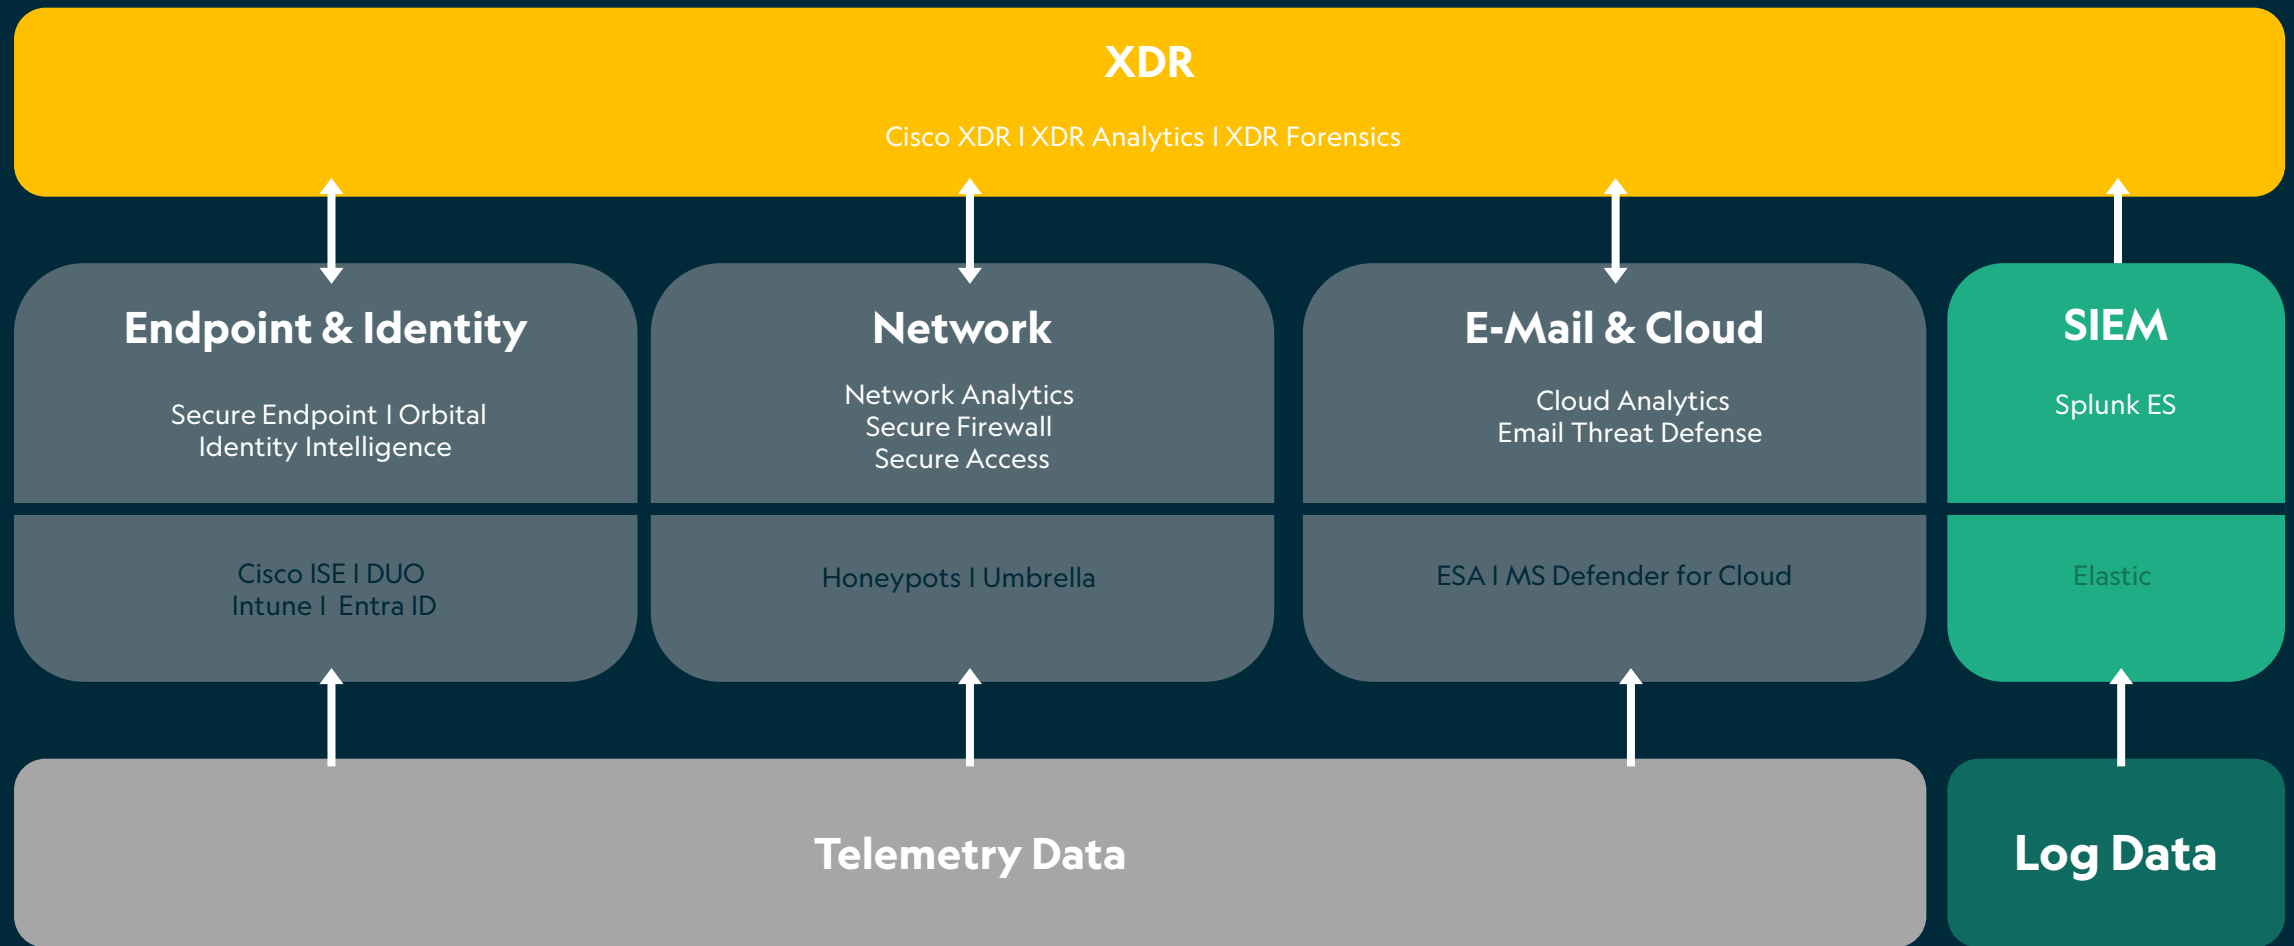 XDR
Cisco XDR I XDR Analytics I XDR Forensics
Endpoint & Identity
Secure Endpoint I Orbital
Identity Intelligence
Cisco ISE I DUO
Intune I Entra ID
Network
Network Analytics
Secure Firewall
Secure Access
Honeypots I Umbrella
E-Mail & Cloud
Cloud Analytics
Email Threat Defense
ESA I MS Defender for Cloud
SIEM
Splunk ES
Elastic
Telemetry Data
Log Data